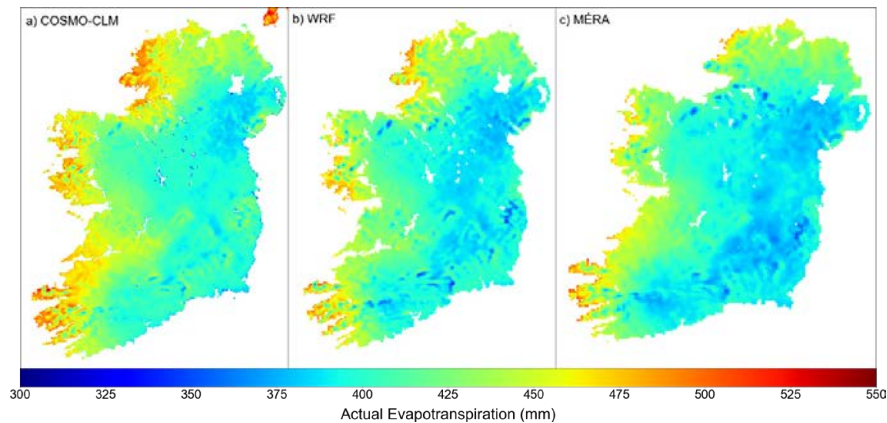 a) COSMO-CLM
b) WRF
c) MÉRA
300 325 350 375 400 425 450 475 500 525 550
Actual Evapotranspiration (mm)